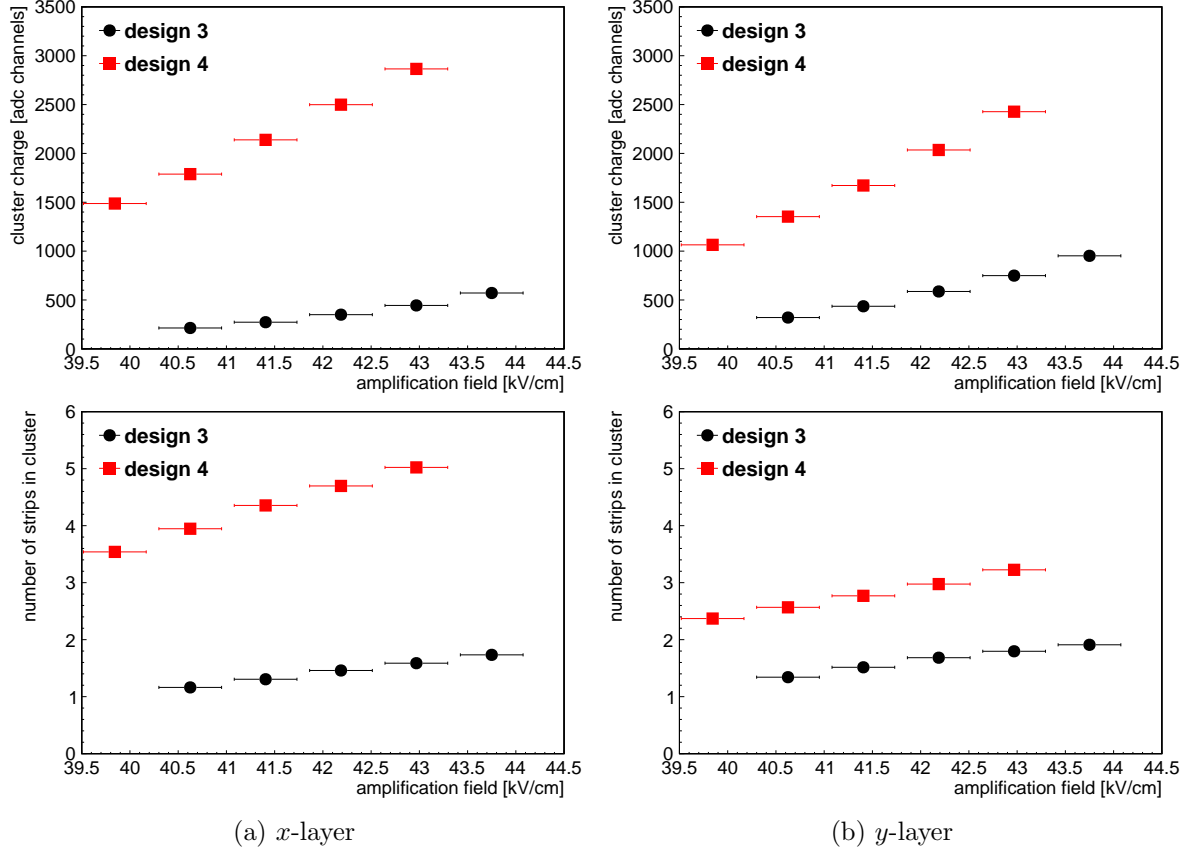 cluster charge [adc channels]
3500
3000
2500
2000
1500
1000
500
0
design 3
design 4
39.5 40 40.5 41 41.5 42 42.5 43 43.5 44 44.5
amplification field [kV/cm]
cluster charge [adc channels]
3500
3000
2500
2000
1500
1000
500
0
design 3
design 4
39.5 40 40.5 41 41.5 42 42.5 43 43.5 44 44.5
amplification field [kV/cm]
number of strips in cluster
6
5
4
3
2
1
0
design 3
design 4
39.5 40 40.5 41 41.5 42 42.5 43 43.5 44 44.5
amplification field [kV/cm]
number of strips in cluster
6
5
4
3
2
1
0
design 3
design 4
39.5 40 40.5 41 41.5 42 42.5 43 43.5 44 44.5
amplification field [kV/cm]
(a) x-layer
(b) y-layer